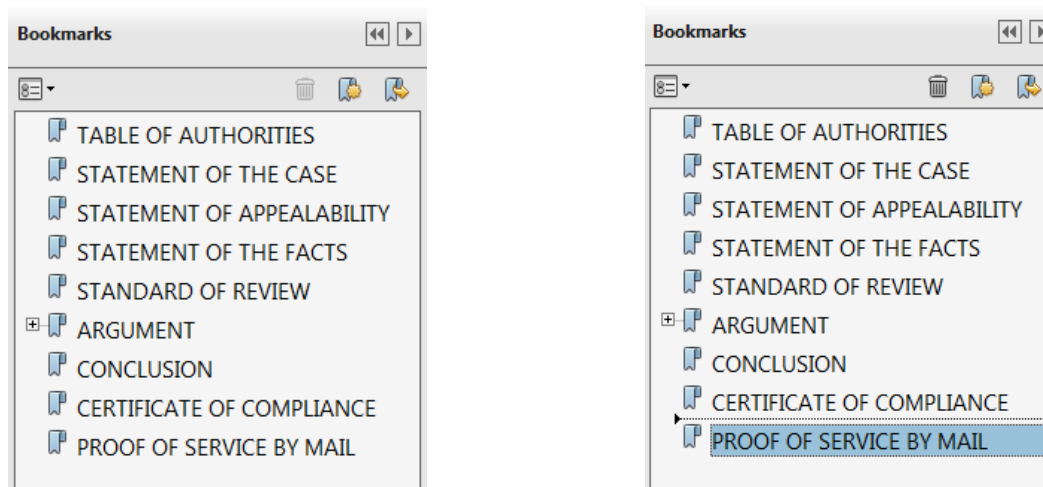 Bookmarks
TABLE OF AUTHORITIES
STATEMENT OF THE CASE
STATEMENT OF APPEALABILITY
STATEMENT OF THE FACTS
STANDARD OF REVIEW
ARGUMENT
CONCLUSION
CERTIFICATE OF COMPLIANCE
PROOF OF SERVICE BY MAIL
Bookmarks
TABLE OF AUTHORITIES
STATEMENT OF THE CASE
STATEMENT OF APPEALABILITY
STATEMENT OF THE FACTS
STANDARD OF REVIEW
ARGUMENT
CONCLUSION
CERTIFICATE OF COMPLIANCE
PROOF OF SERVICE BY MAIL